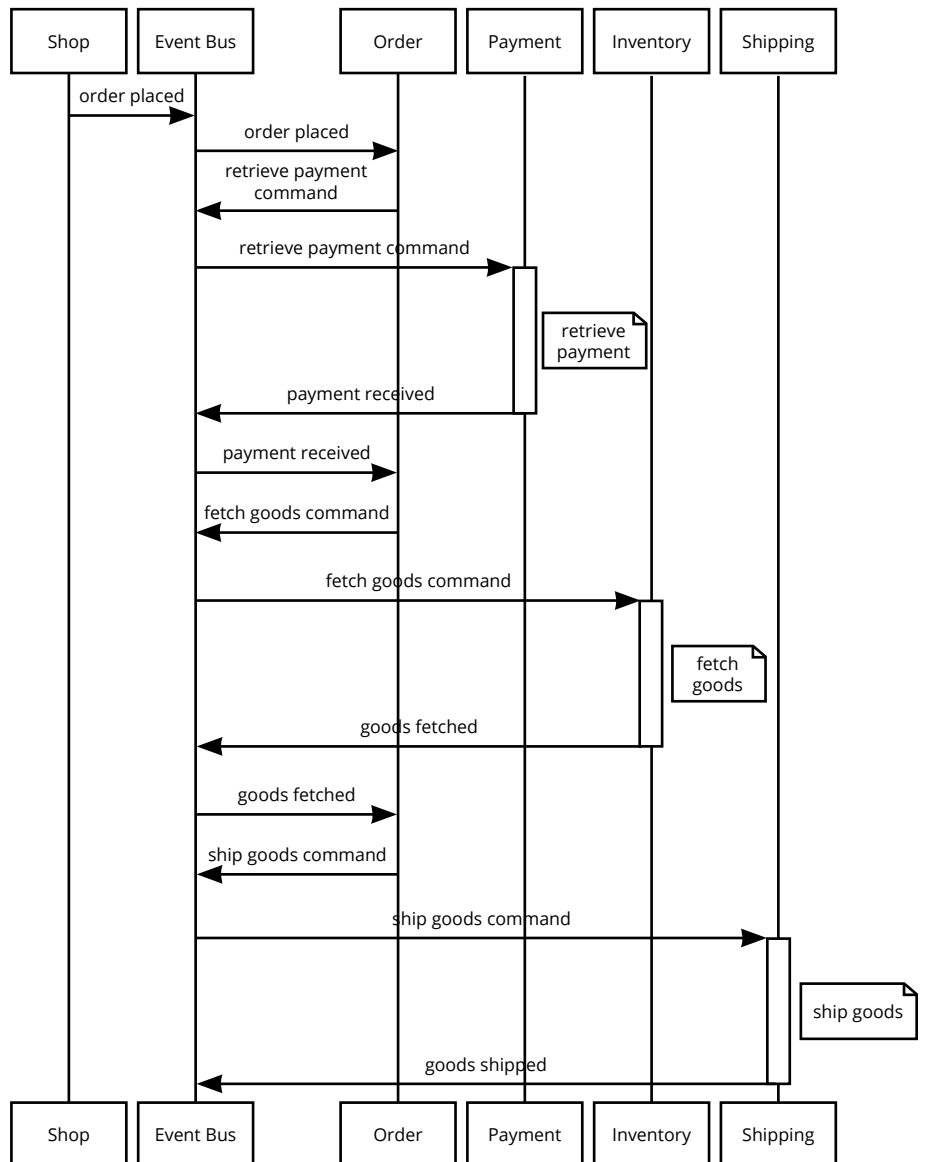 Shop
Event Bus
Order
Payment
Inventory
Shipping
order placed
order placed
retrieve payment
command
retrieve payment command
retrieve
payment
payment received
payment received
fetch goods command
fetch goods command
fetch
goods
goods fetched
goods fetched
ship goods command
ship goods command
ship goods
goods shipped
Shop
Event Bus
Order
Payment
Inventory
Shipping